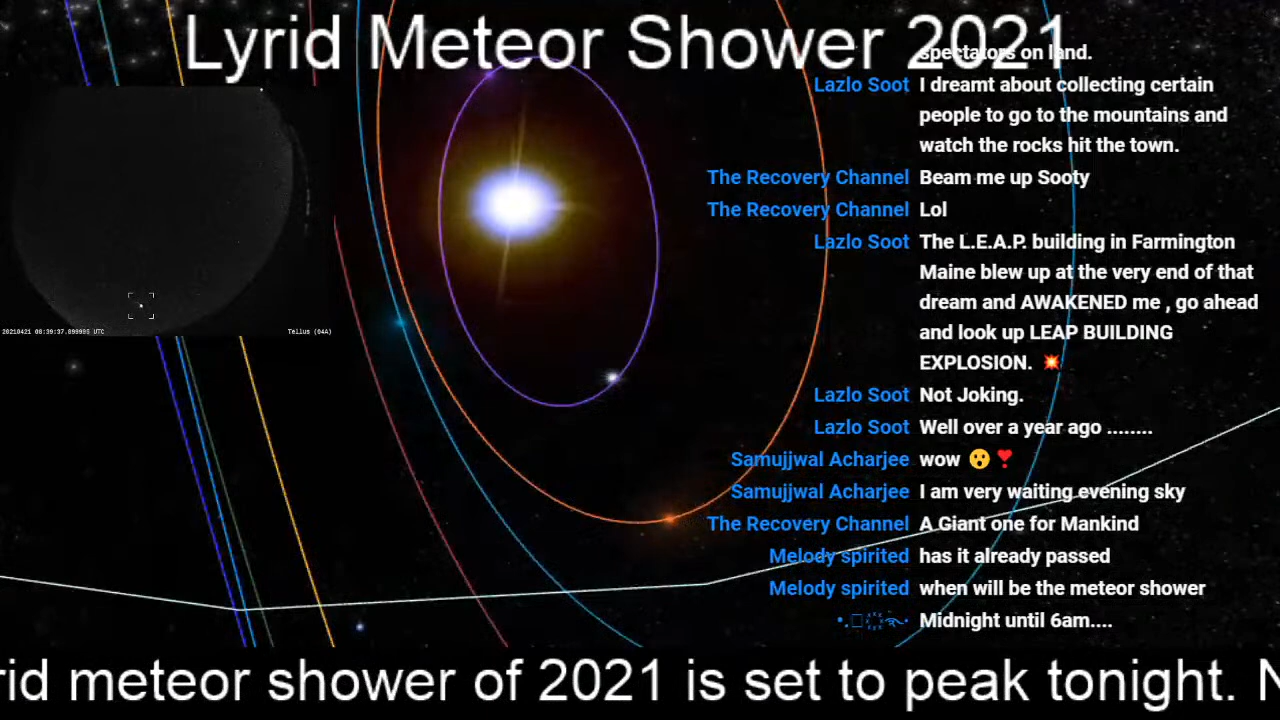 Lyrid Meteor Shower 2021
spectators on land.
Lazlo Soot I dreamt about collecting certain
people to go to the mountains and
watch the rocks hit the town.
The Recovery Channel Beam me up Sooty
The Recovery Channel Lol
Lazlo Soot The L.E.A.P. building in Farmington
Maine blew up at the very end of that
dream and AWAKENED me , go ahead
and look up LEAP BUILDING
EXPLOSION. 💥
Lazlo Soot Not Joking.
Lazlo Soot Well over a year ago ........
Samujjwal Acharjee wow 😮❣
Samujjwal Acharjee I am very waiting evening sky
The Recovery Channel A Giant one for Mankind
Melody spirited has it already passed
Melody spirited when will be the meteor shower
Midnight until 6am....
UTC
Tellus (04A)
rid meteor shower of 2021 is set to peak tonight. N